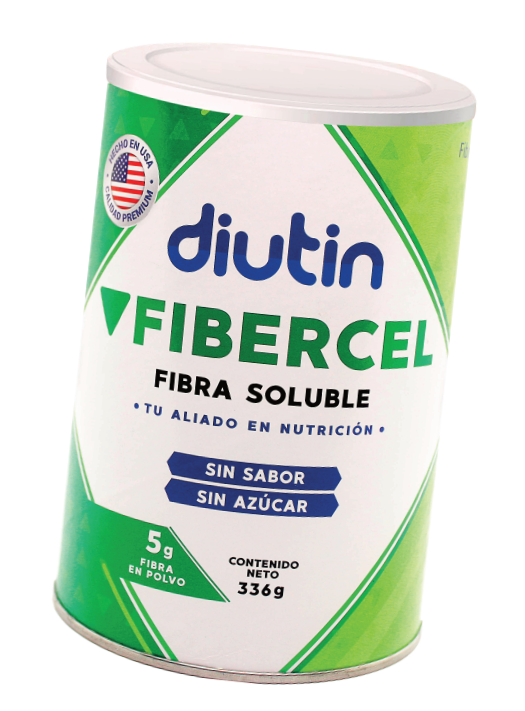 HECHO EN USA
CALIDAD PREMIUM
diutin
FIBERCEL
FIBRA SOLUBLE
• TU ALIADO EN NUTRICIÓN •
SIN SABOR
SIN AZÚCAR
5g
FIBRA
EN POLVO
CONTENIDO
NETO
336g